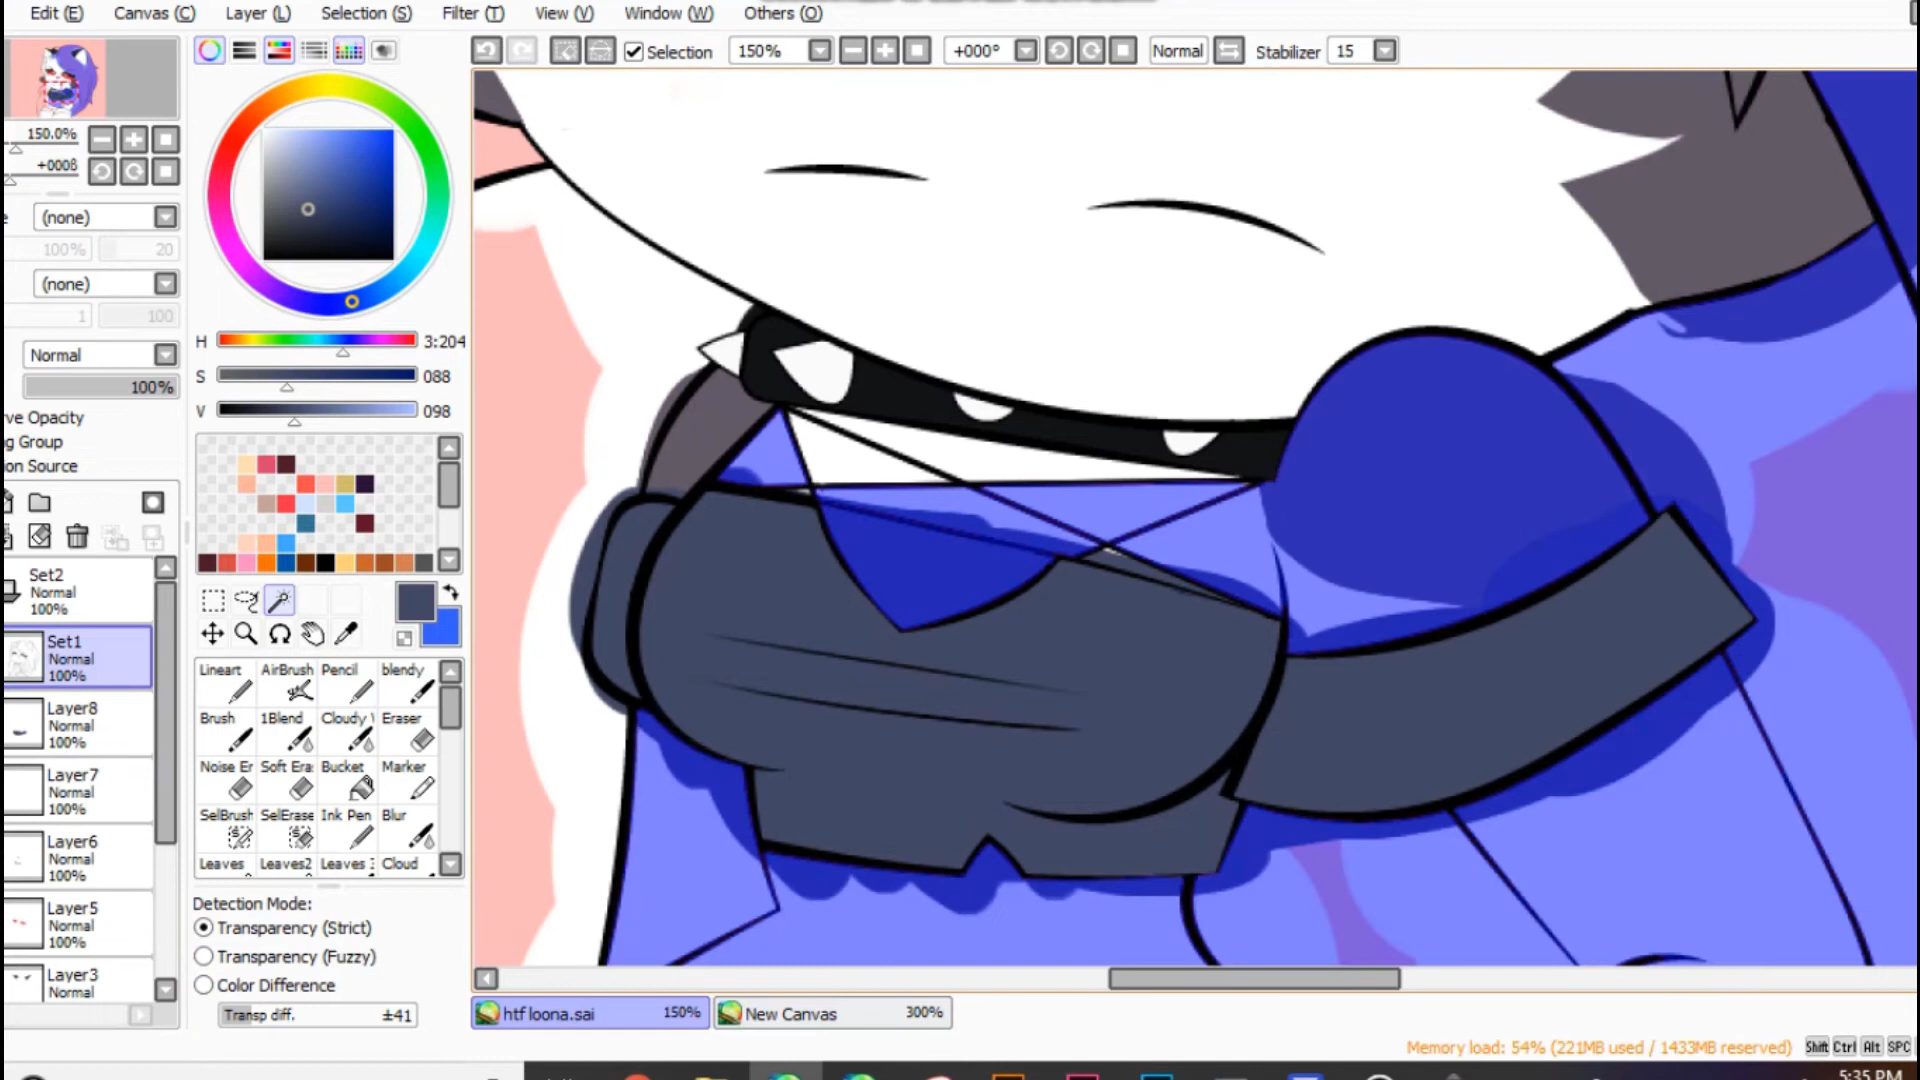 Edit (E) Canvas (C) Layer (L) Selection (S) Filter (T) View (V) Window (W) Others (O)
Selection 150% +000° Normal Stabilizer 15
150.0%
+000ß
(none)
100% 20
(none)
1 100
Normal
100%
rve Opacity
ng Group
on Source
H 3:204
S 088
V 098
Set2
Normal
100%
Set1
Normal
100%
Layer8
Normal
100%
Layer7
Normal
100%
Layer6
Normal
100%
Layer5
Normal
100%
Layer3
Normal
Lineart AirBrush Pencil blendy
Brush 1Blend Cloudy Eraser
Noise Er Soft Era: Bucket Marker
SelBrush SelErase Ink Pen Blur
Leaves Leaves2 Leaves Cloud
Detection Mode:
Transparency (Strict)
Transparency (Fuzzy)
Color Difference
Transp diff. ±41
htf loona.sai 150% New Canvas 300%
Memory load: 54% (221MB used / 1433MB reserved) Shift Ctrl Alt SPC
5:35 PM